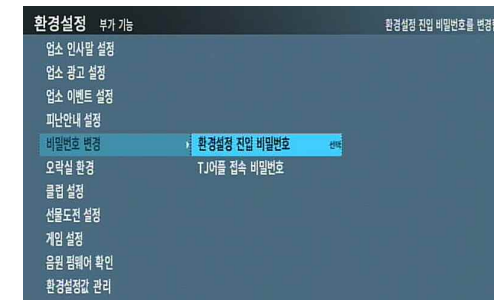 환경설정 부가 기능 환경설정 진입 비밀번호를 변경
업소 인사말 설정
업소 광고 설정
업소 이벤트 설정
피난안내 설정
비밀번호 변경 환경설정 진입 비밀번호 선택
오락실 환경 TJ어플 접속 비밀번호
클럽 설정
선물도전 설정
게임 설정
음원 펌웨어 확인
환경설정값 관리